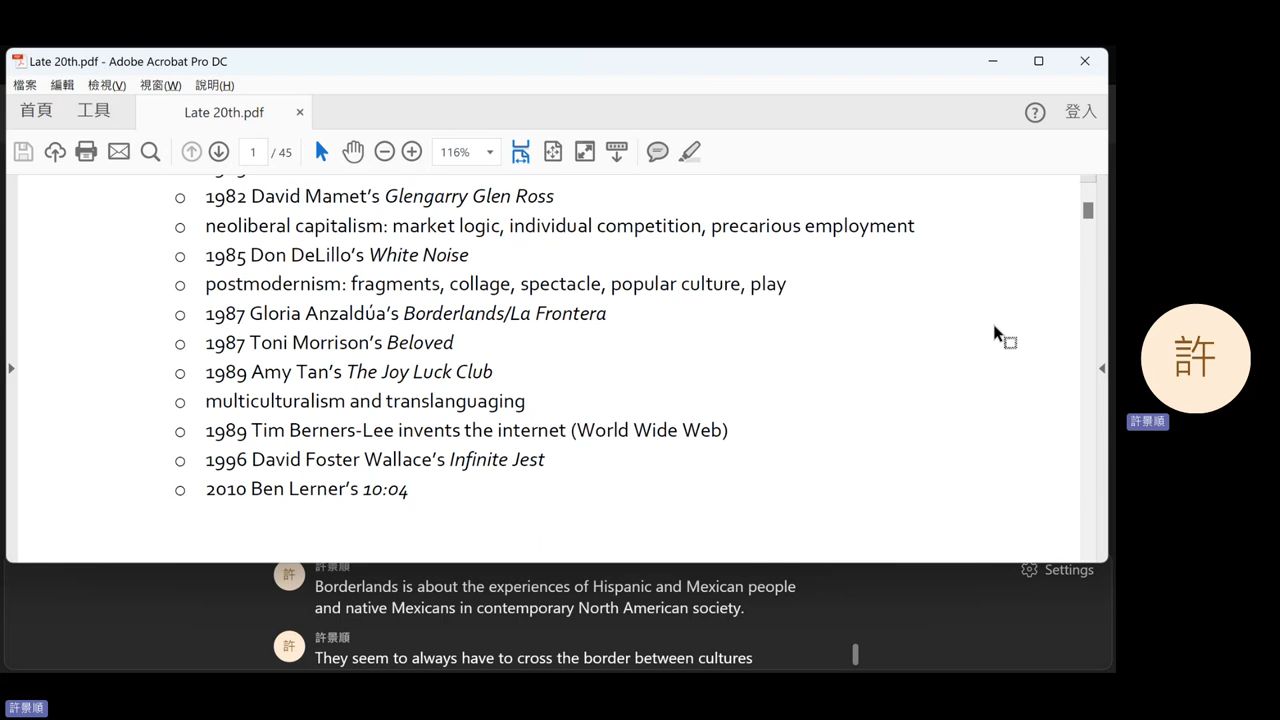 Late 20th.pdf - Adobe Acrobat Pro DC
檔案 編輯 檢視(V) 視窗(W) 說明(H)
首頁 工具 Late 20th.pdf × 登入
1 / 45 116%
1982 David Mamet's Glengarry Glen Ross
neoliberal capitalism: market logic, individual competition, precarious employment
1985 Don DeLillo's White Noise
postmodernism: fragments, collage, spectacle, popular culture, play
1987 Gloria Anzaldúa's Borderlands/La Frontera
1987 Toni Morrison's Beloved
1989 Amy Tan's The Joy Luck Club
multiculturalism and translanguaging
1989 Tim Berners-Lee invents the internet (World Wide Web)
1996 David Foster Wallace's Infinite Jest
2010 Ben Lerner's 10:04
許
許景順
許 許景順
Settings
Borderlands is about the experiences of Hispanic and Mexican people
and native Mexicans in contemporary North American society.
許 許景順
They seem to always have to cross the border between cultures
許景順